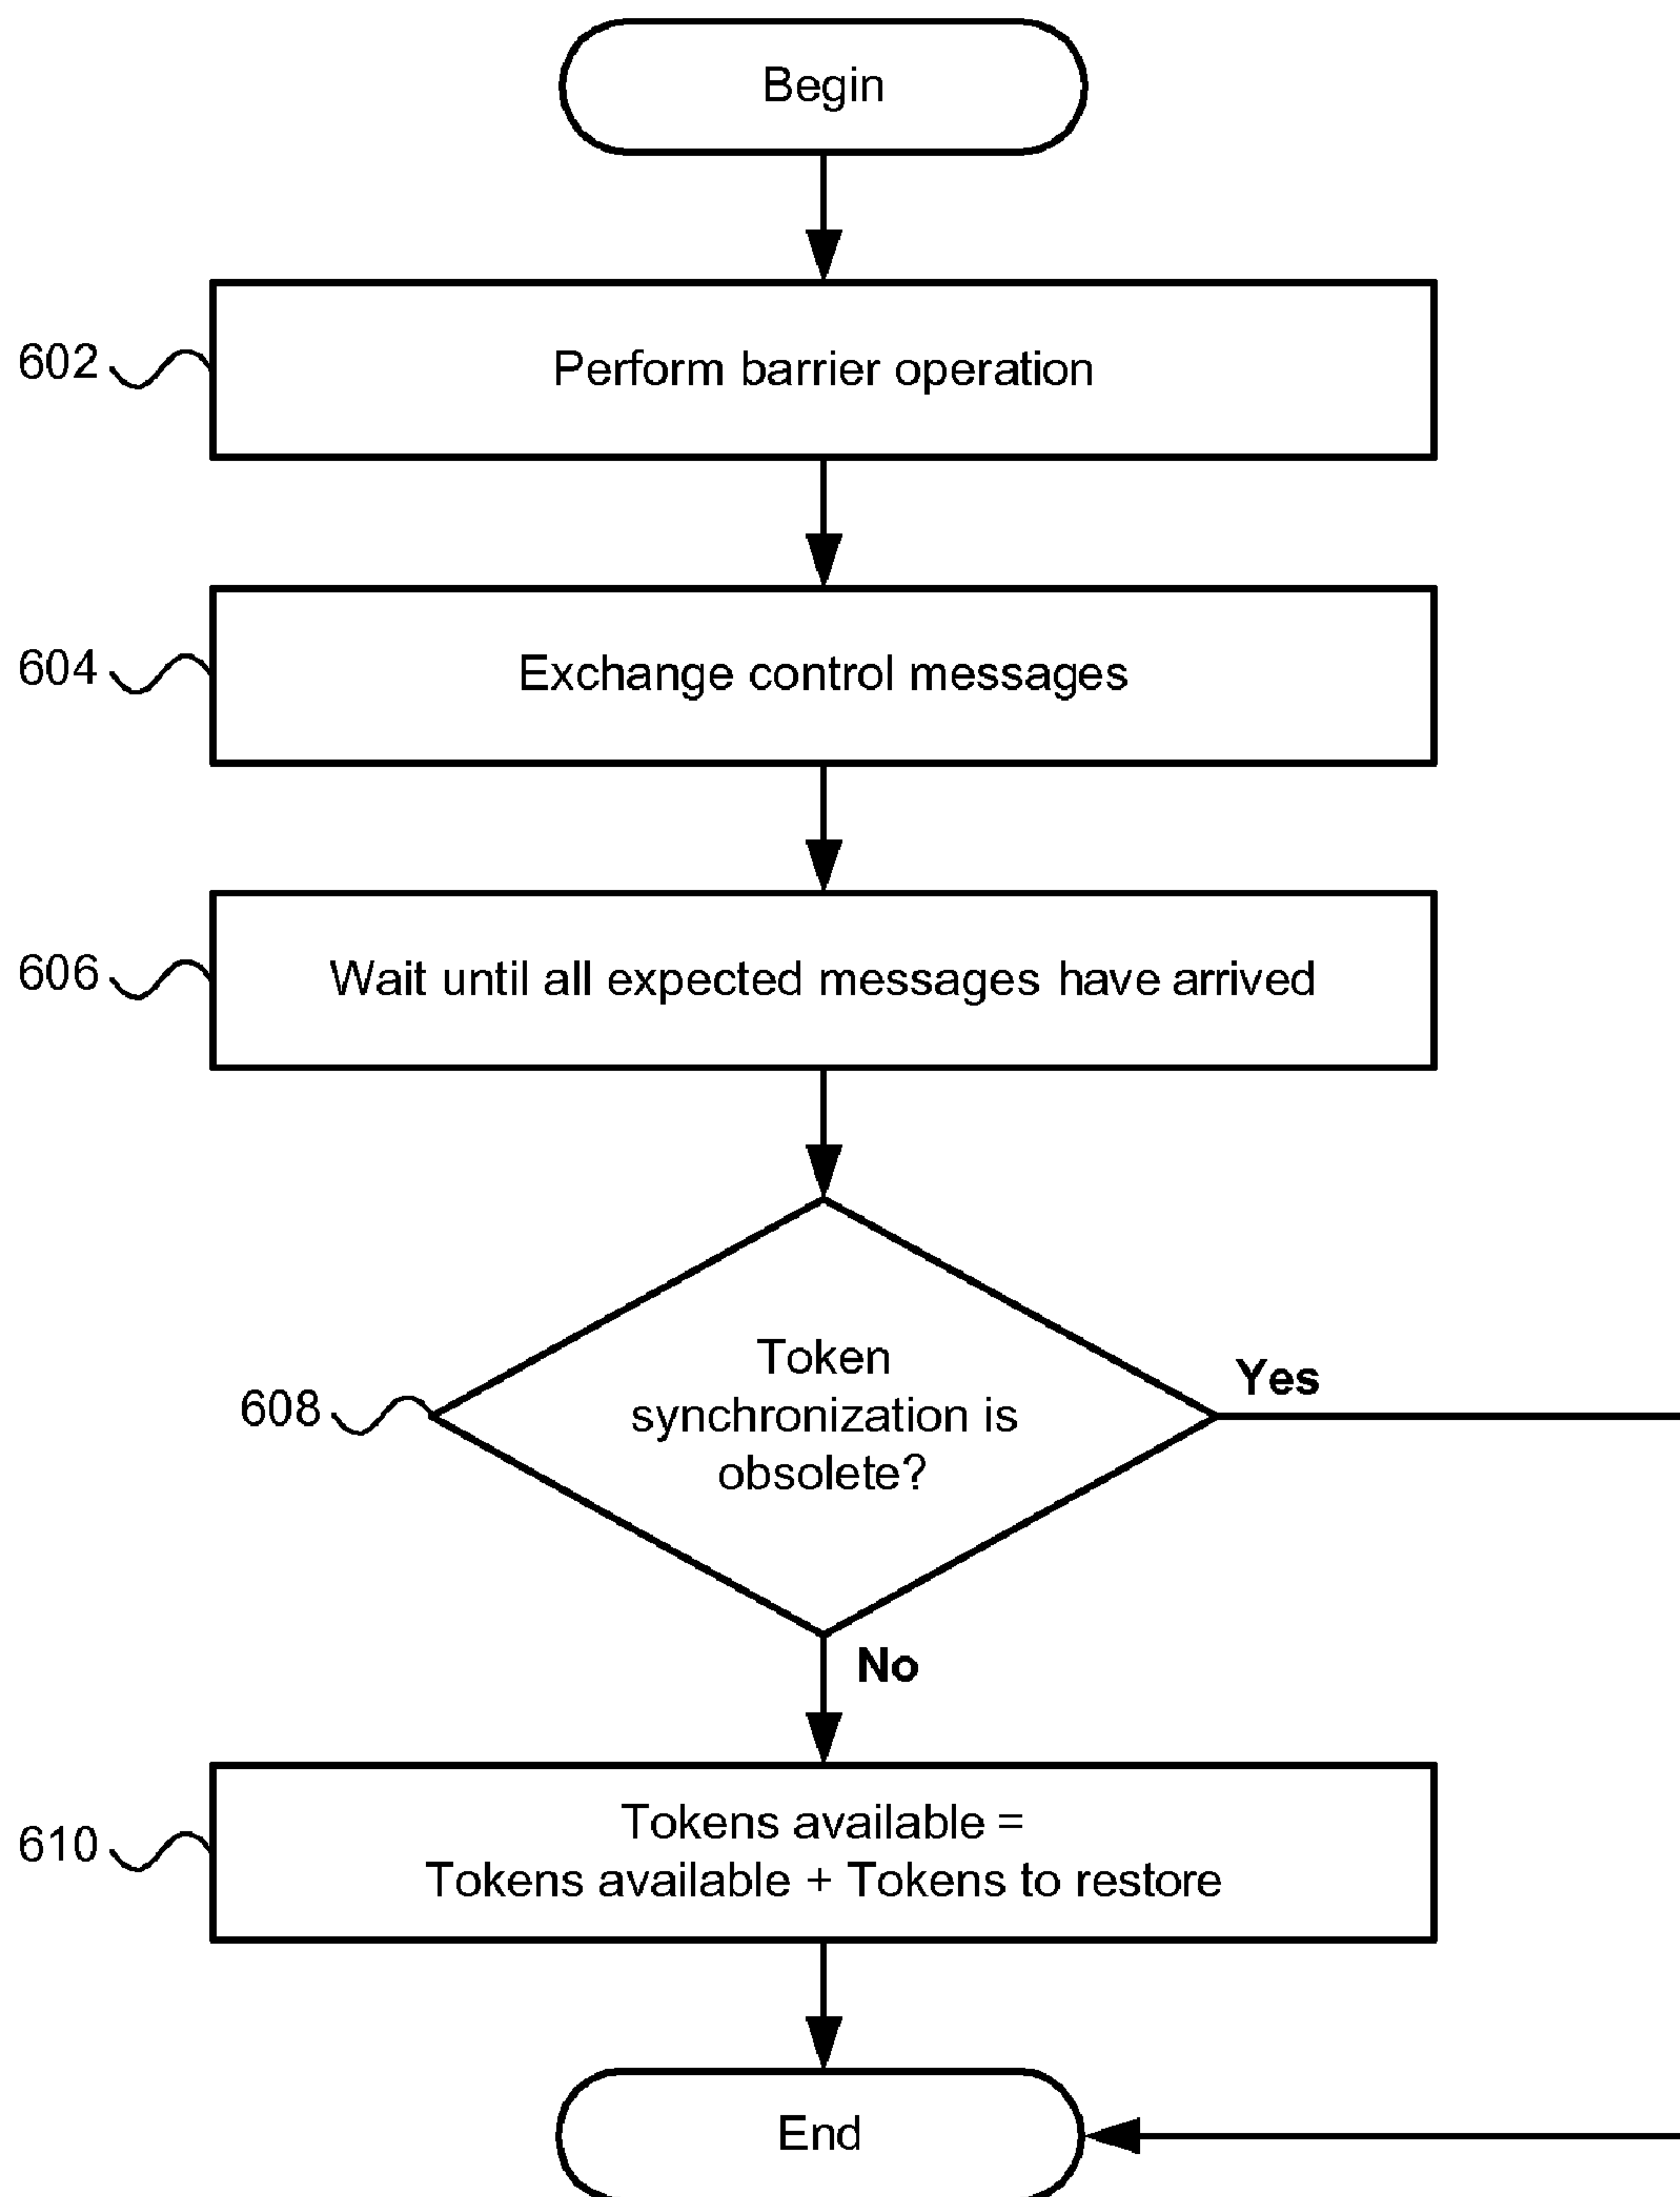 Begin
602
Perform barrier operation
604
Exchange control messages
606
Wait until all expected messages have arrived
608
Token
synchronization is
obsolete?
Yes
No
610
Tokens available =
Tokens available + Tokens to restore
End